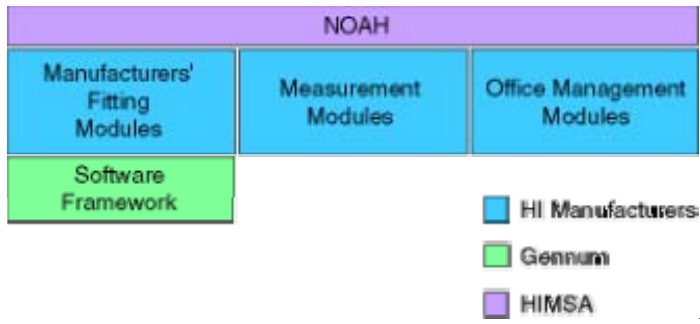 NOAH
Manufacturers'
Fitting
Modules
Measurement
Modules
Office Management
Modules
Software
Framework
HI Manufacturers
Gennum
HIMSA